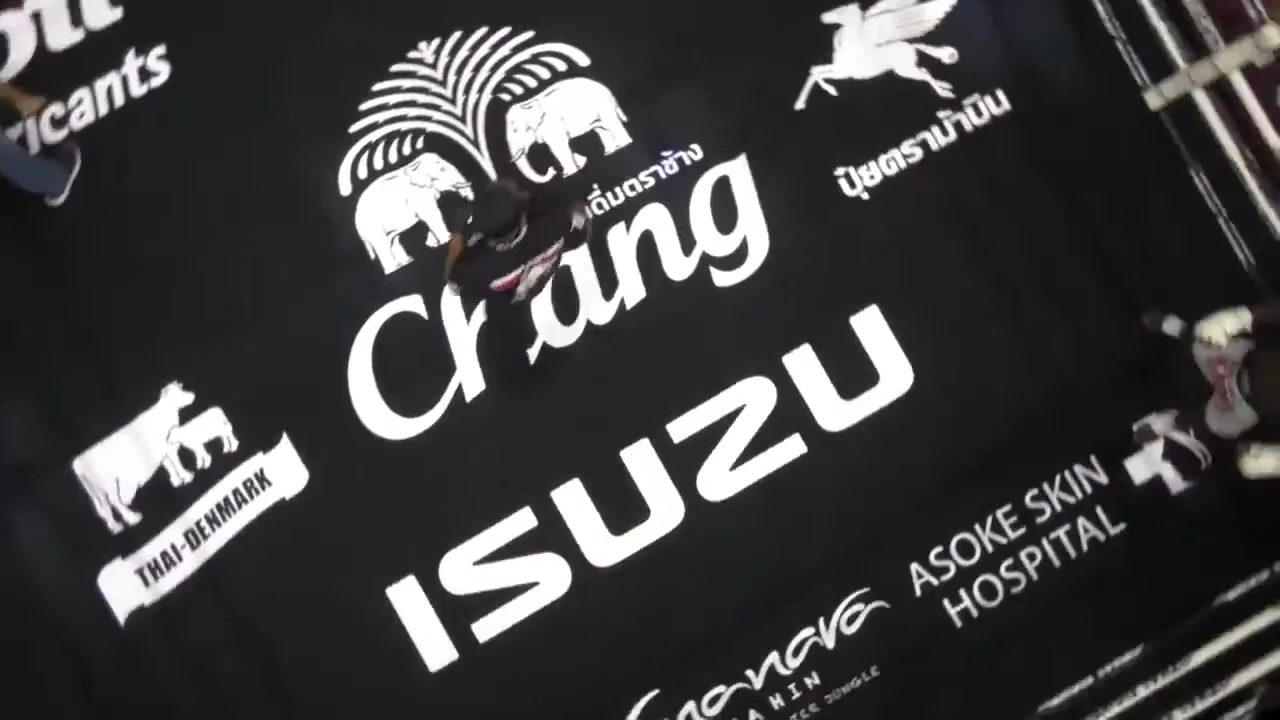 เครื่องดื่มตราช้าง
Chang
ปุ๋ยตราม้าบิน
THAI-DENMARK
ISUZU
ASOKE SKIN
HOSPITAL
JUNGLE